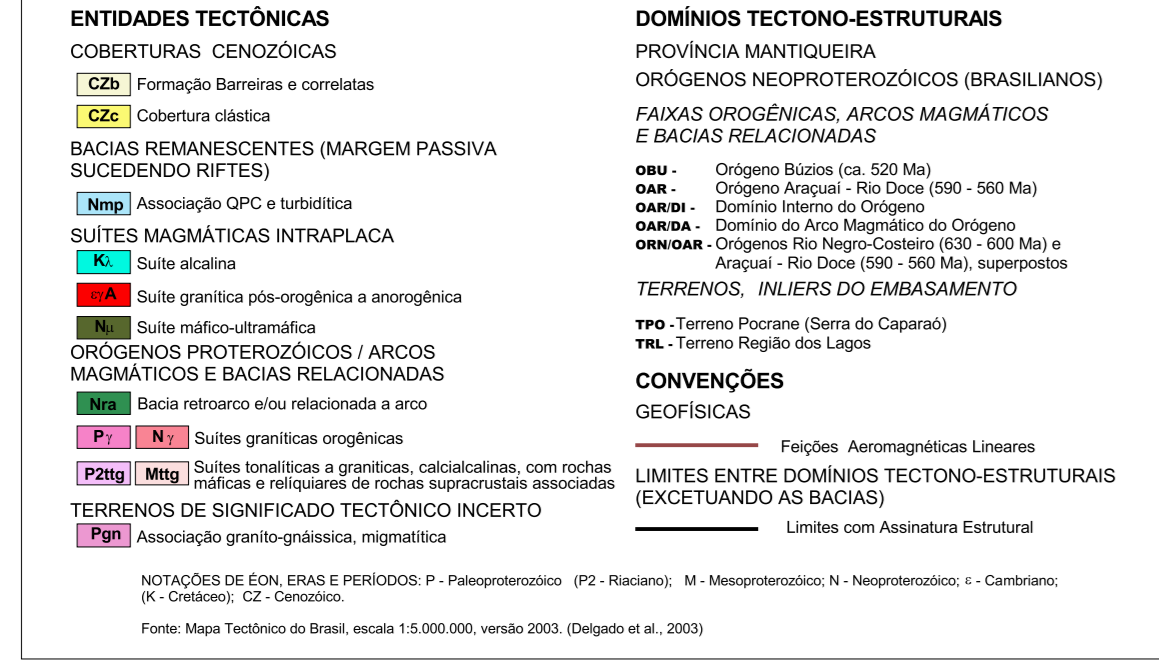 ENTIDADES TECTÔNICAS
COBERTURAS CENOZÓICAS
CZb Formação Barreiras e correlatas
CZc Cobertura clástica
BACIAS REMANESCENTES (MARGEM PASSIVA
SUCEDENDO RIFTES)
Nmp Associação QPC e turbidítica
SUÍTES MAGMÁTICAS INTRAPLACA
Kλ Suíte alcalina
εγA Suíte granítica pós-orogênica a anorogênica
Nμ Suíte máfico-ultramáfica
ORÓGENOS PROTEROZÓICOS / ARCOS
MAGMÁTICOS E BACIAS RELACIONADAS
Nra Bacia retroarco e/ou relacionada a arco
Pγ Nγ Suítes graníticas orogênicas
P2ttg Mttg Suítes tonalíticas a graniticas, calcialcalinas, com rochas
máficas e relíquiares de rochas supracrustais associadas
TERRENOS DE SIGNIFICADO TECTÔNICO INCERTO
Pgn Associação graníto-gnáissica, migmatítica
DOMÍNIOS TECTONO-ESTRUTURAIS
PROVÍNCIA MANTIQUEIRA
ORÓGENOS NEOPROTEROZÓICOS (BRASILIANOS)
FAIXAS OROGÊNICAS, ARCOS MAGMÁTICOS
E BACIAS RELACIONADAS
OBU - Orógeno Búzios (ca. 520 Ma)
OAR - Orógeno Araçuaí - Rio Doce (590 - 560 Ma)
OAR/DI - Domínio Interno do Orógeno
OAR/DA - Domínio do Arco Magmático do Orógeno
ORN/OAR - Orógenos Rio Negro-Costeiro (630 - 600 Ma) e
Araçuaí - Rio Doce (590 - 560 Ma), superpostos
TERRENOS, INLIERS DO EMBASAMENTO
TPO - Terreno Pocrane (Serra do Caparaó)
TRL - Terreno Região dos Lagos
CONVENÇÕES
GEOFÍSICAS
Feições Aeromagnéticas Lineares
LIMITES ENTRE DOMÍNIOS TECTONO-ESTRUTURAIS
(EXCETUANDO AS BACIAS)
Limites com Assinatura Estrutural
NOTAÇÕES DE ÉON, ERAS E PERÍODOS: P - Paleoproterozóico (P2 - Riaciano); M - Mesoproterozóico; N - Neoproterozóico; ε - Cambriano;
(K - Cretáceo); CZ - Cenozóico.
Fonte: Mapa Tectônico do Brasil, escala 1:5.000.000, versão 2003. (Delgado et al., 2003)